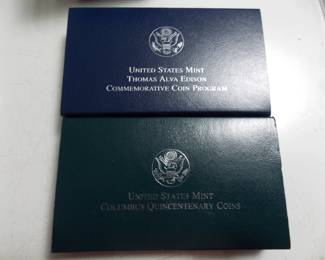 United States Mint
Thomas Alva Edison
Commemorative Coin Program
United States Mint
Columbus Quincentenary Coins